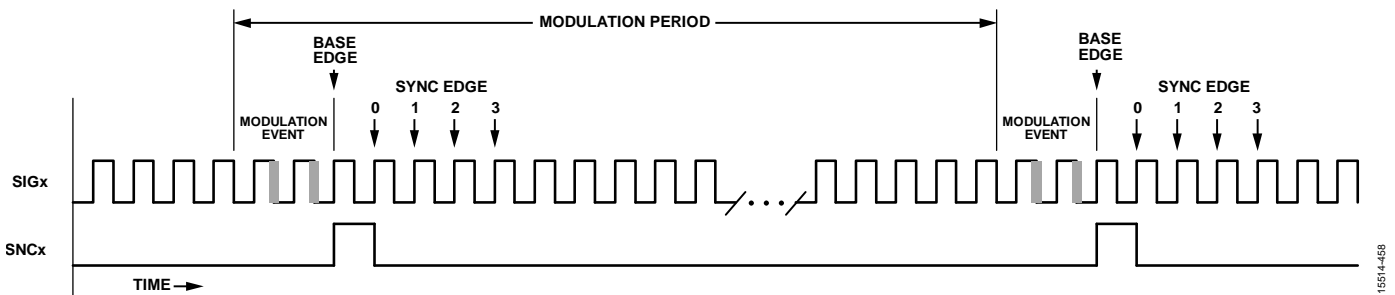 MODULATION PERIOD
BASE
EDGE
BASE
EDGE
SYNC EDGE
0 1 2 3
SYNC EDGE
0 1 2 3
MODULATION
EVENT
MODULATION
EVENT
SIGx
SNCx
TIME
15514-458